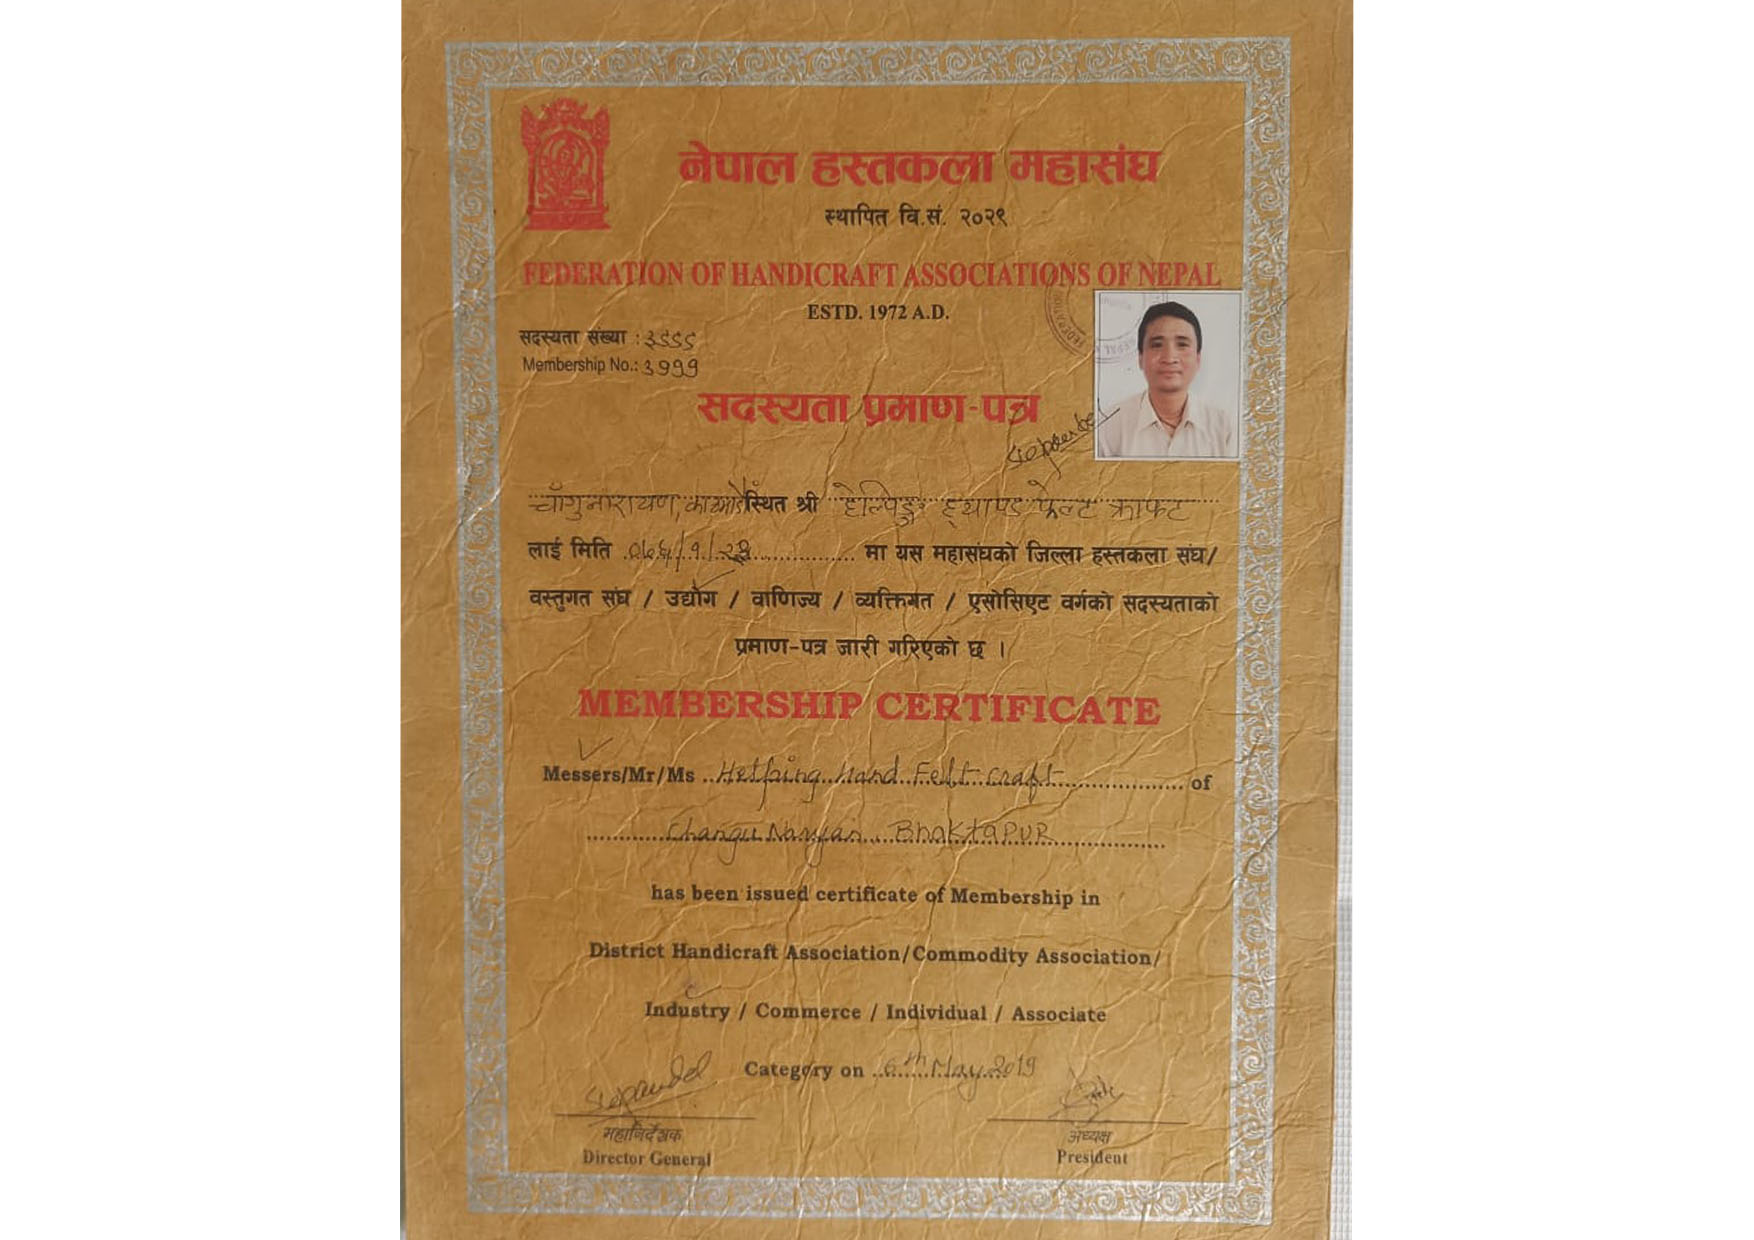 नेपाल हस्तकला महासंघ
स्थापित वि.सं. २०२९
FEDERATION OF HANDICRAFT ASSOCIATIONS OF NEPAL
ESTD. 1972 A.D.
सदस्यता संख्या :
Membership No.:
सदस्यता प्रमाण-पत्र
चाँगुनारायण, स्थित श्री हेल्पिङ्ग ह्याण्ड फेल्ट क्राफ्ट
लाई मिति मा यस महासंघको जिल्ला हस्तकला संघ/
वस्तुगत संघ / उद्योग / वाणिज्य / व्यक्तिगत / एसोसिएट वर्गको सदस्यताको
प्रमाण-पत्र जारी गरिएको छ ।
MEMBERSHIP CERTIFICATE
Messers/Mr/Ms Helping Hand Felt Craft of
Changu Narayan, Bhaktapur
has been issued certificate of Membership in
District Handicraft Association/Commodity Association/
Industry / Commerce / Individual / Associate
Category on 6th May 2019
महानिर्देशक
Director General
अध्यक्ष
President